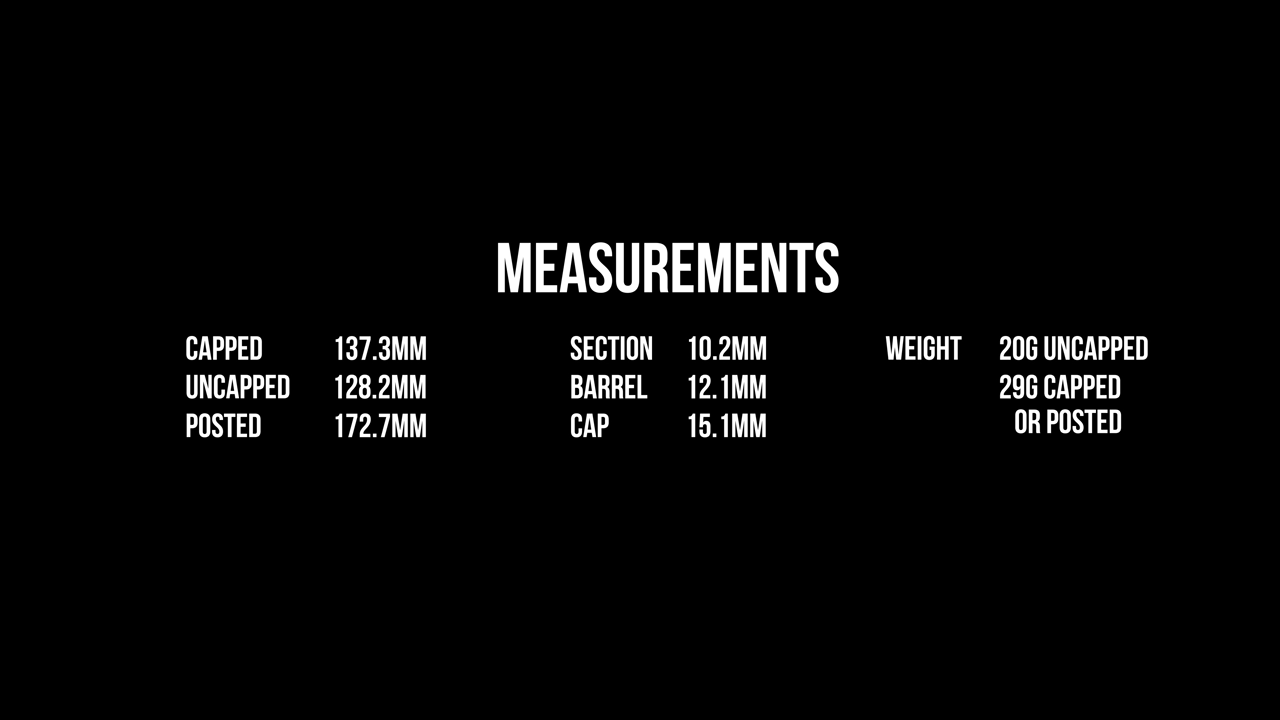 MEASUREMENTS
CAPPED 137.3MM
UNCAPPED 128.2MM
POSTED 172.7MM
SECTION 10.2MM
BARREL 12.1MM
CAP 15.1MM
WEIGHT 20G UNCAPPED
29G CAPPED
OR POSTED